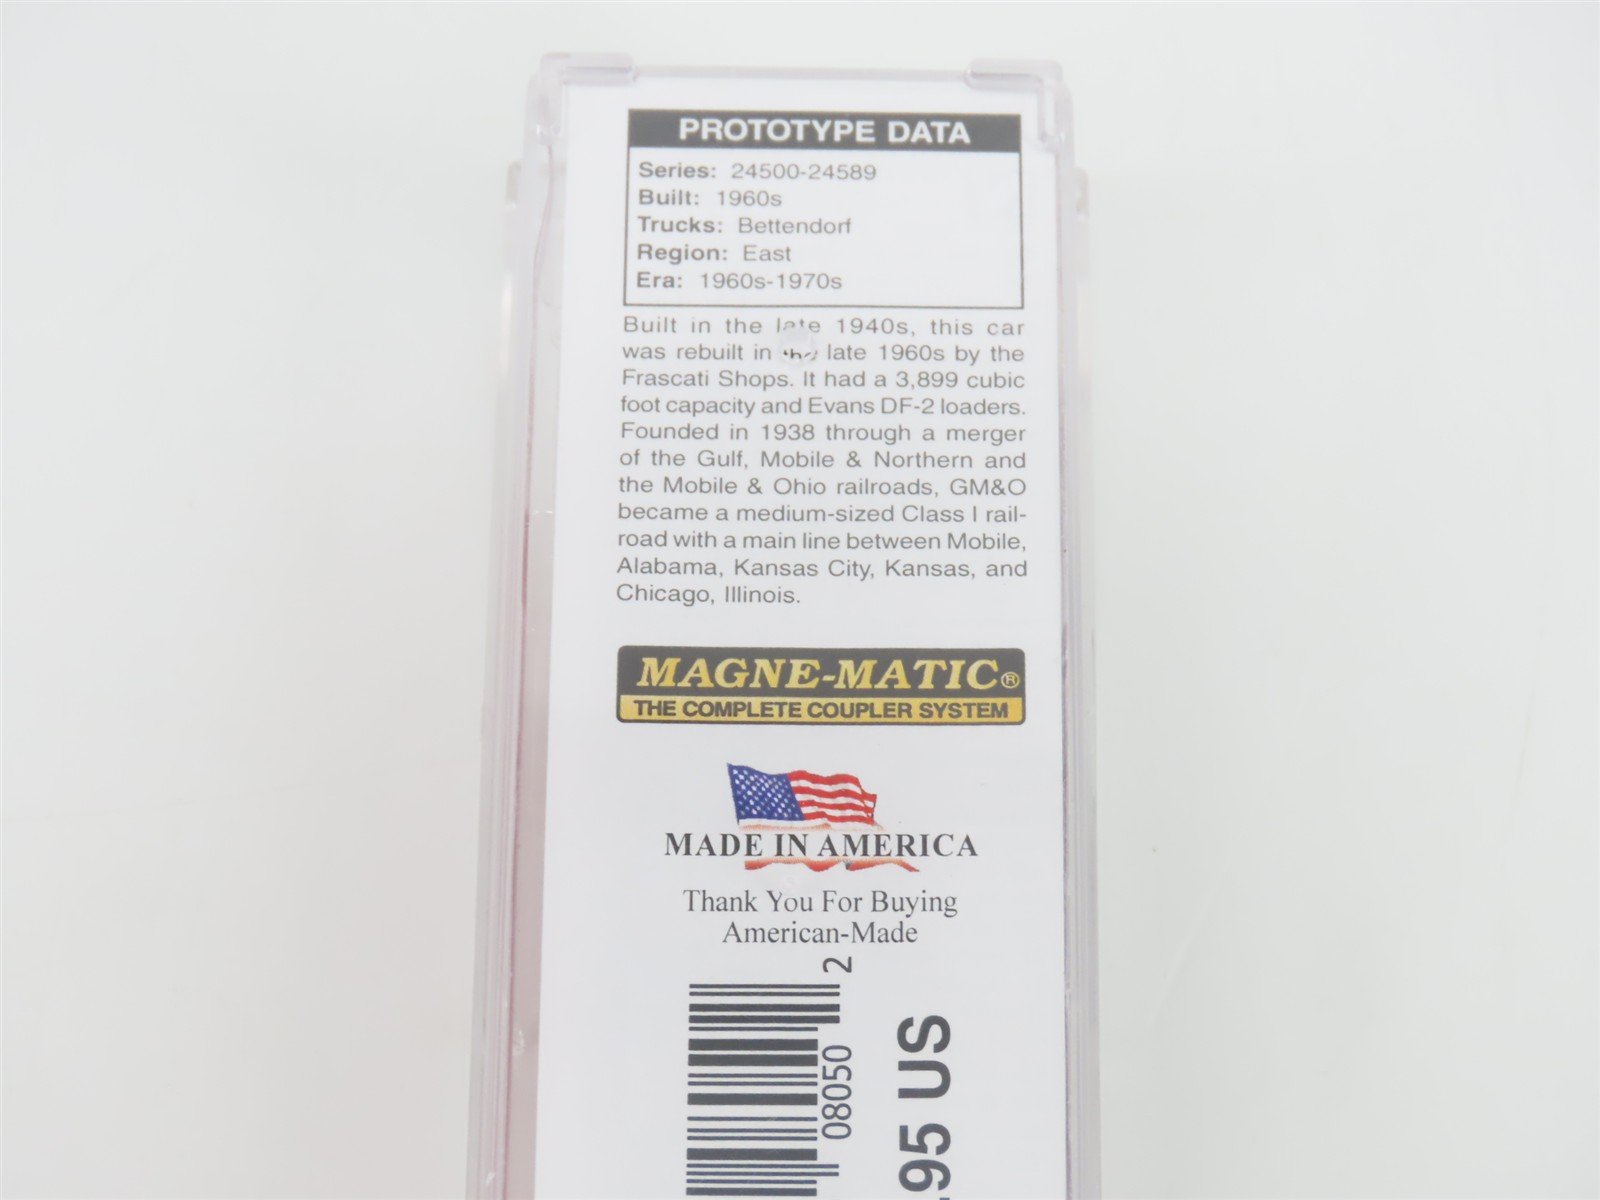 PROTOTYPE DATA
Series: 24500-24589
Built: 1960s
Trucks: Bettendorf
Region: East
Era: 1960s-1970s
Built in the late 1940s, this car
was rebuilt in the late 1960s by the
Frascati Shops. It had a 3,899 cubic
foot capacity and Evans DF-2 loaders.
Founded in 1938 through a merger
of the Gulf, Mobile & Northern and
the Mobile & Ohio railroads, GM&O
became a medium-sized Class I rail-
road with a main line between Mobile,
Alabama, Kansas City, Kansas, and
Chicago, Illinois.
MAGNE-MATIC®
THE COMPLETE COUPLER SYSTEM
MADE IN AMERICA
Thank You For Buying
American-Made
08050 2
.95 US